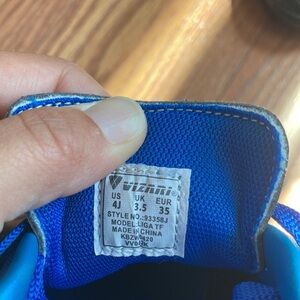 VIZARI
US UK EUR
4J 3.5 35
STYLE NO.:93358J
MODEL:LIGA TF
MADE IN CHINA